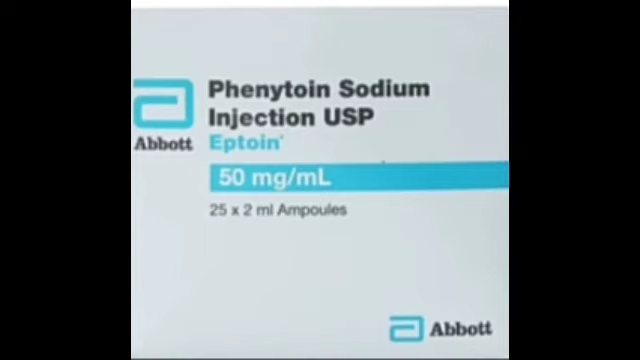 Phenytoin Sodium
Injection USP
Abbott
Eptoin
50 mg/mL
25 x 2 ml Ampoules
Abbott